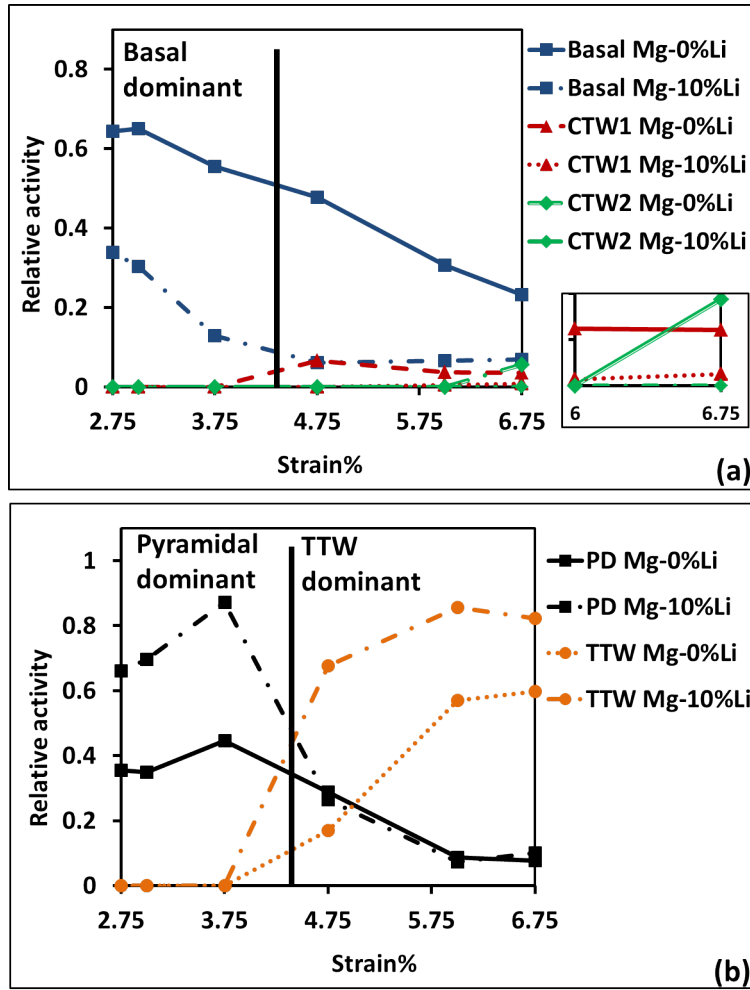 Basal
dominant
0.8
0.6
0.4
0.2
0
Relative activity
2.75 3.75 4.75 5.75 6.75
Strain%
Basal Mg-0%Li
Basal Mg-10%Li
CTW1 Mg-0%Li
CTW1 Mg-10%Li
CTW2 Mg-0%Li
CTW2 Mg-10%Li
6 6.75
(a)
Pyramidal
dominant
TTW
dominant
1
0.8
0.6
0.4
0.2
0
Relative activity
2.75 3.75 4.75 5.75 6.75
Strain%
PD Mg-0%Li
PD Mg-10%Li
TTW Mg-0%Li
TTW Mg-10%Li
(b)